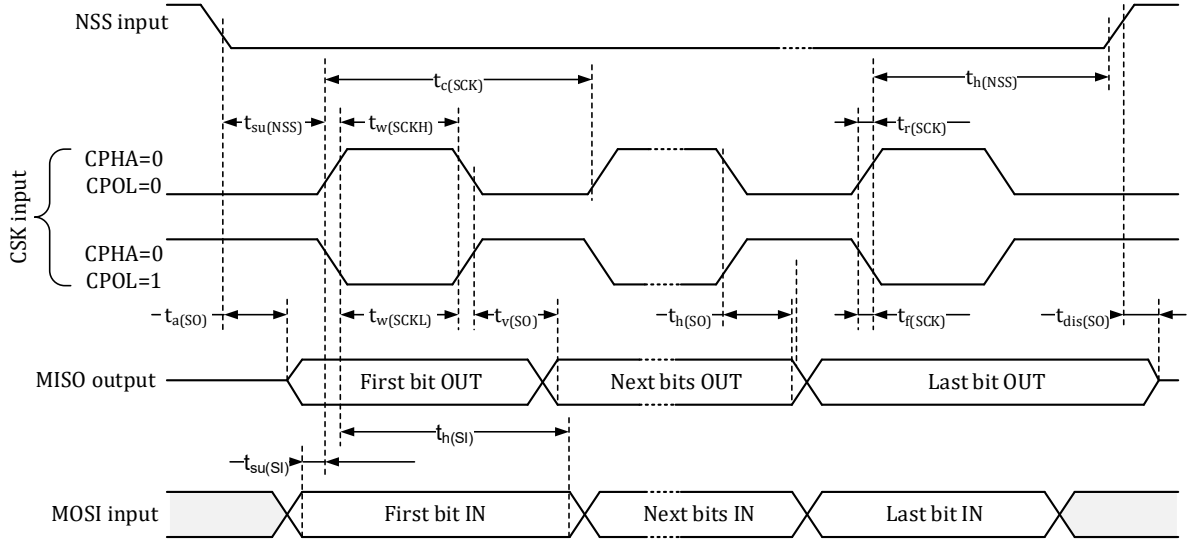 NSS input
tc(SCK)
th(NSS)
tsu(NSS)
tw(SCKH)
tr(SCK)
CSK input
CPHA=0
CPOL=0
CPHA=0
CPOL=1
ta(SO)
tw(SCKL)
tv(SO)
th(SO)
tf(SCK)
tdis(SO)
MISO output
First bit OUT
Next bits OUT
Last bit OUT
th(SI)
tsu(SI)
MOSI input
First bit IN
Next bits IN
Last bit IN